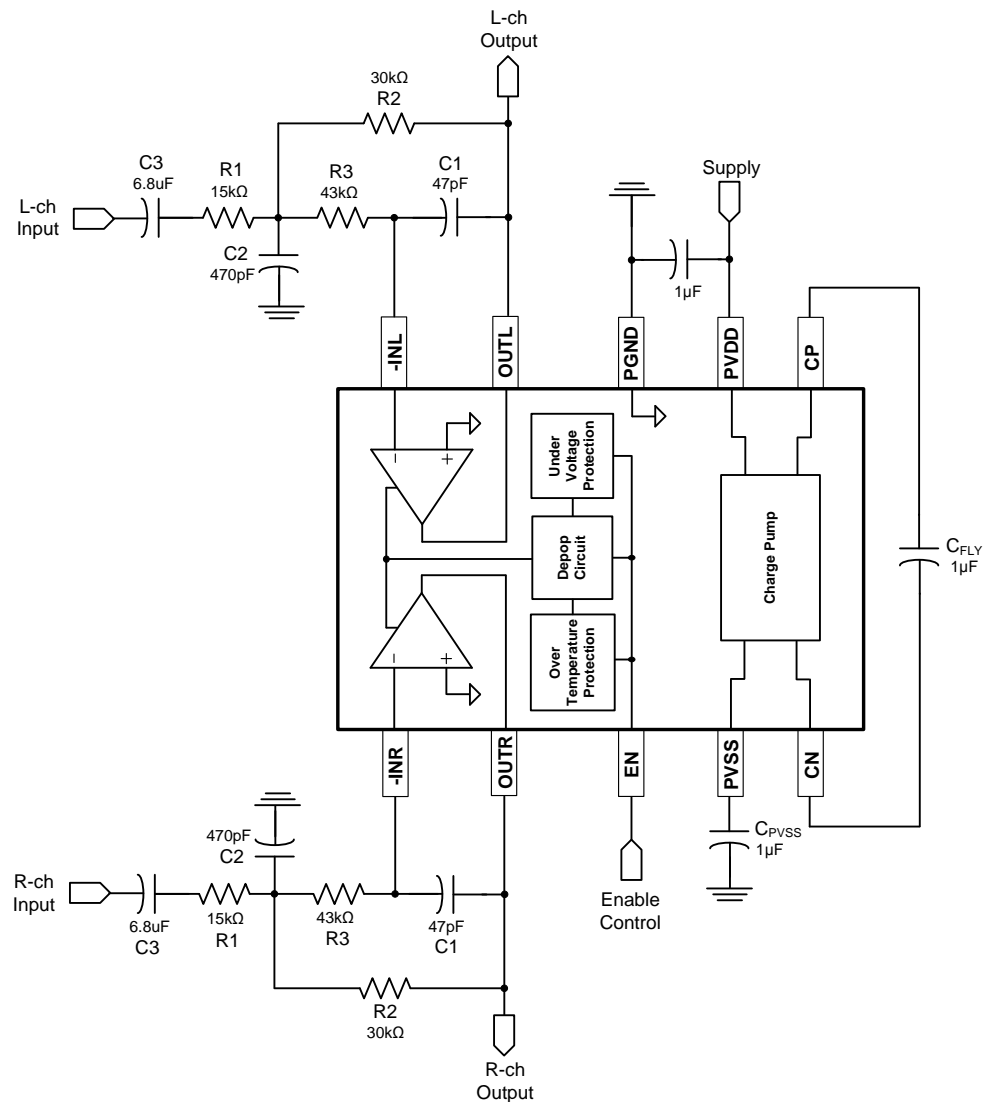 L-ch
Output
30kΩ
R2
C3
6.8uF
R1
15kΩ
R3
43kΩ
C1
47pF
Supply
L-ch
Input
C2
470pF
1µF
-INL
OUTL
PGND
PVDD
CP
Under
Voltage
Protection
Depop
Circuit
Over
Temperature
Protection
Charge Pump
CFLY
1µF
-INR
OUTR
EN
PVSS
CN
CPVSS
1µF
470pF
C2
R-ch
Input
6.8uF
C3
15kΩ
R1
43kΩ
R3
47pF
C1
Enable
Control
R2
30kΩ
R-ch
Output